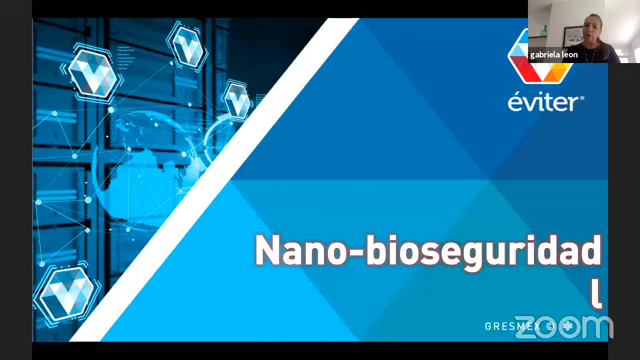 gabriela leon
éviter®
Nano-bioseguridad
l
GRESMEX ©
zoom